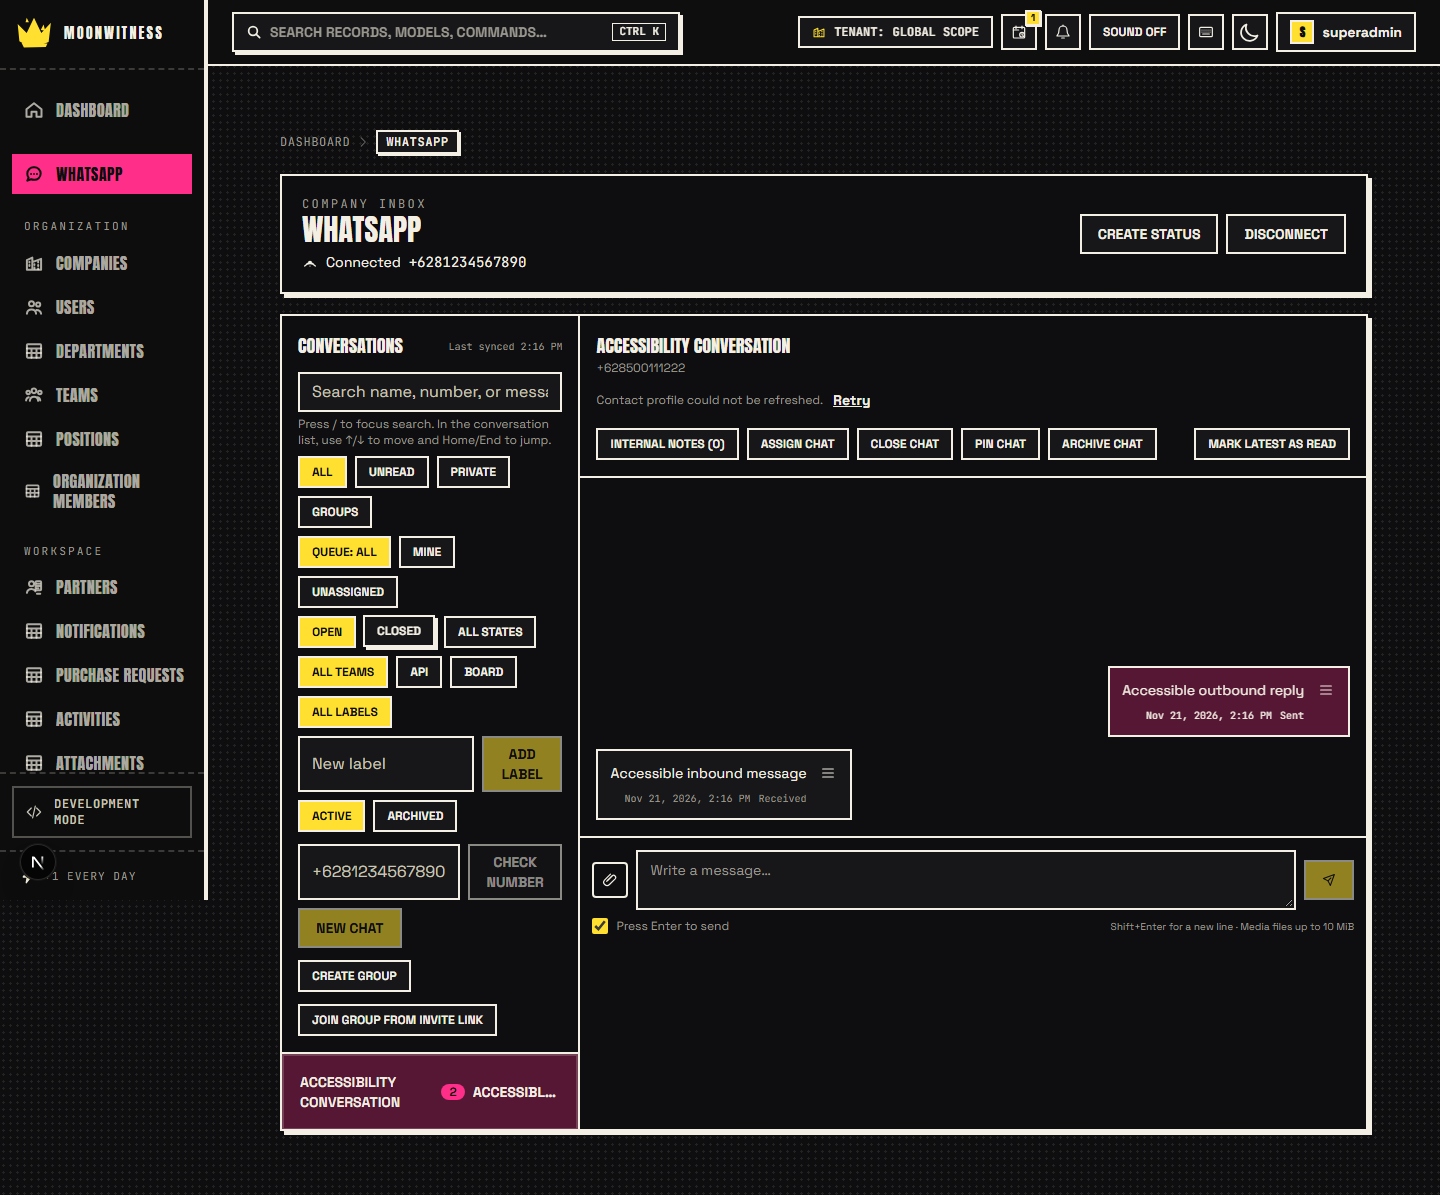 MOONWITNESS
SEARCH RECORDS, MODELS, COMMANDS...
CTRL K
TENANT: GLOBAL SCOPE
1
SOUND OFF
S
superadmin
DASHBOARD
WHATSAPP
ORGANIZATION
COMPANIES
USERS
DEPARTMENTS
TEAMS
POSITIONS
ORGANIZATION
MEMBERS
WORKSPACE
PARTNERS
NOTIFICATIONS
PURCHASE REQUESTS
ACTIVITIES
ATTACHMENTS
DEVELOPMENT
MODE
N
1 EVERY DAY
DASHBOARD
WHATSAPP
COMPANY INBOX
WHATSAPP
Connected +6281234567890
CREATE STATUS
DISCONNECT
CONVERSATIONS
Last synced 2:16 PM
Search name, number, or messa
Press / to focus search. In the conversation
list, use ↑/↓ to move and Home/End to jump.
ALL
UNREAD
PRIVATE
GROUPS
QUEUE: ALL
MINE
UNASSIGNED
OPEN
CLOSED
ALL STATES
ALL TEAMS
API
BOARD
ALL LABELS
New label
ADD
LABEL
ACTIVE
ARCHIVED
+6281234567890
CHECK
NUMBER
NEW CHAT
CREATE GROUP
JOIN GROUP FROM INVITE LINK
ACCESSIBILITY
CONVERSATION
2
ACCESSIBL...
ACCESSIBILITY CONVERSATION
+628500111222
Contact profile could not be refreshed. Retry
INTERNAL NOTES (0)
ASSIGN CHAT
CLOSE CHAT
PIN CHAT
ARCHIVE CHAT
MARK LATEST AS READ
Accessible outbound reply
Nov 21, 2026, 2:16 PM Sent
Accessible inbound message
Nov 21, 2026, 2:16 PM Received
Write a message...
Press Enter to send
Shift+Enter for a new line · Media files up to 10 MiB